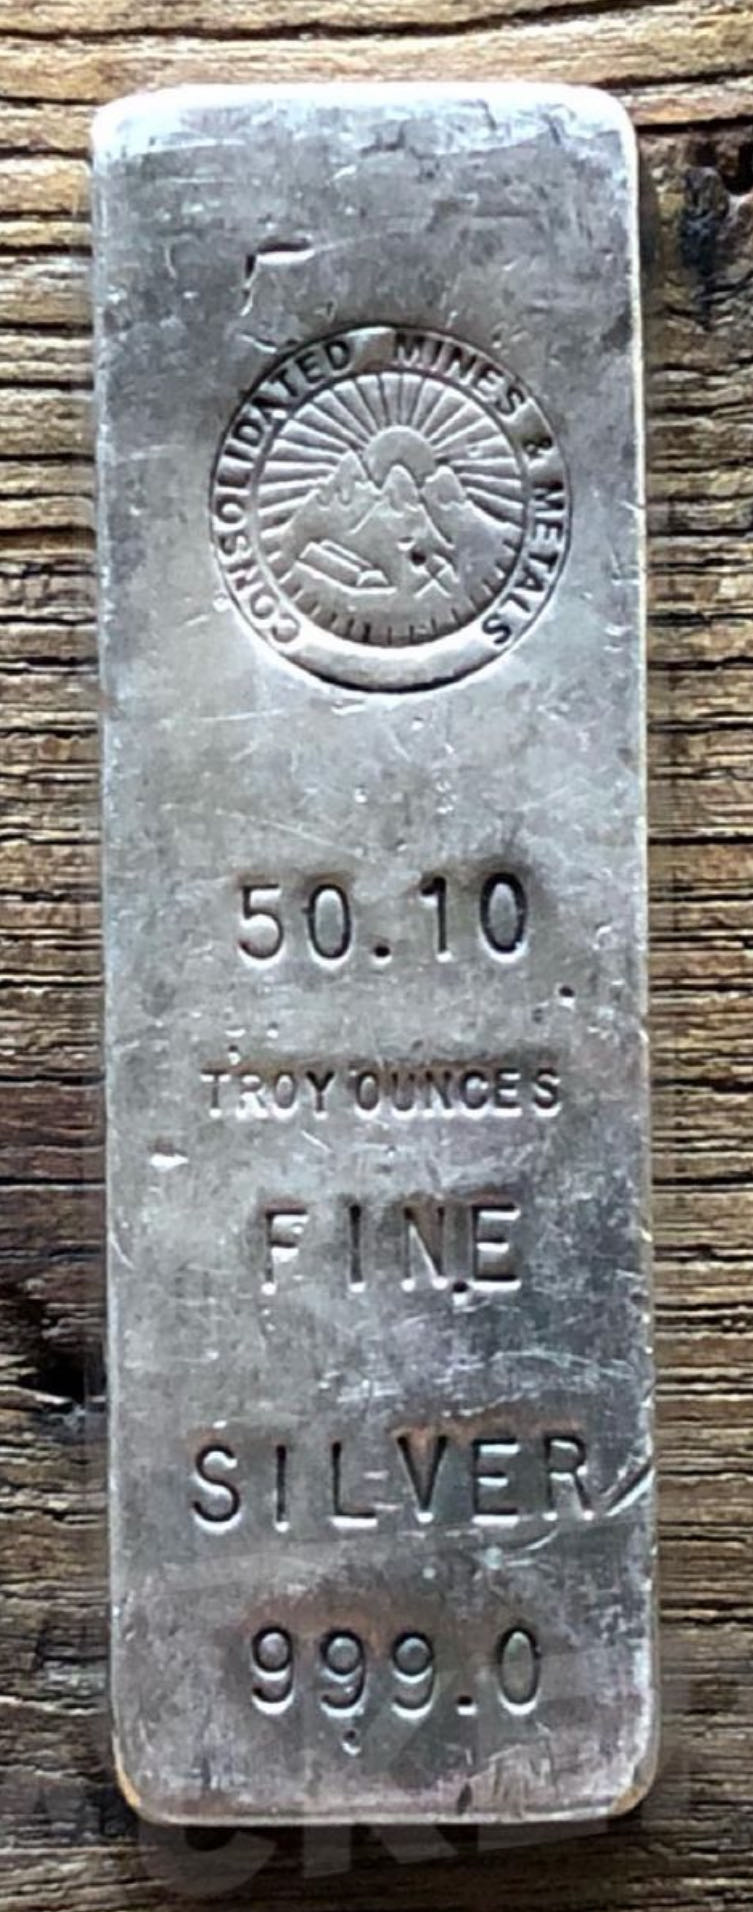 CONSOLIDATED MINES & METALS
50.10
TROY OUNCES
FINE
SILVER
999.0